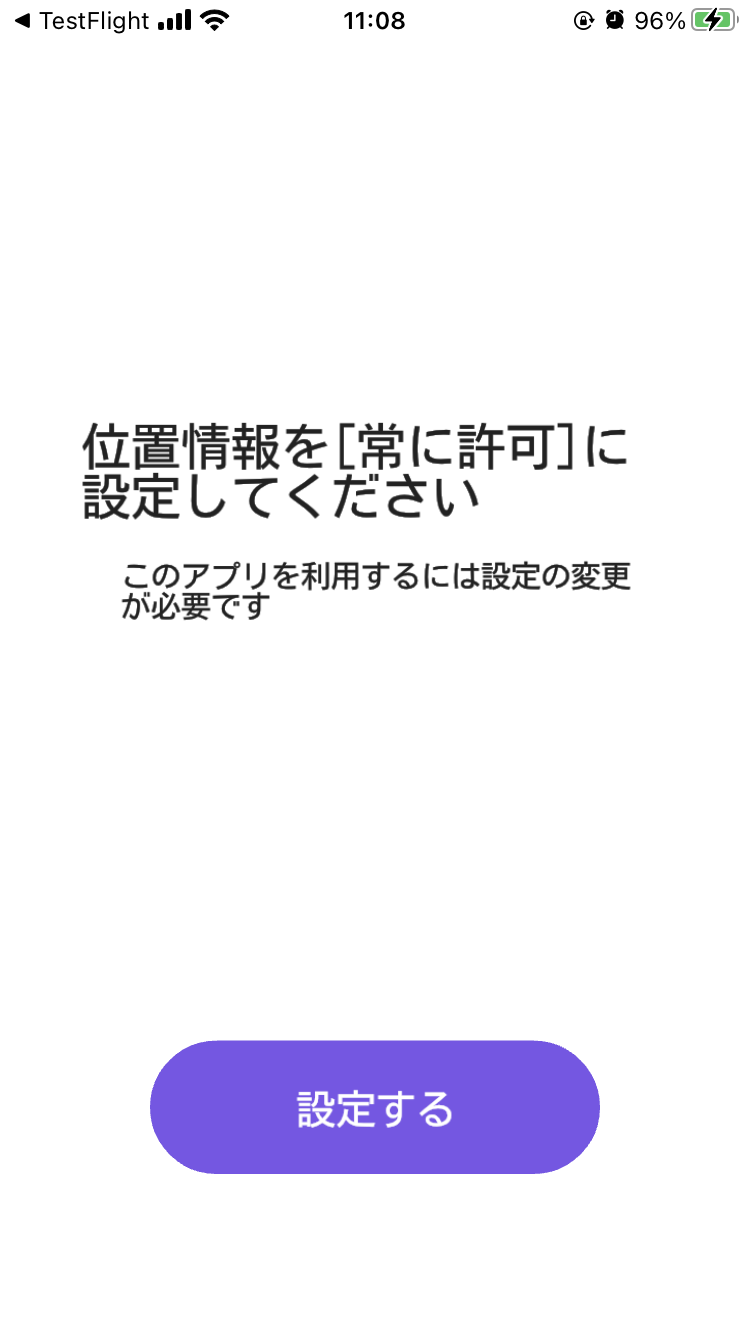 TestFlight 11:08 96%
位置情報を[常に許可]に
設定してください
このアプリを利用するには設定の変更
が必要です
設定する